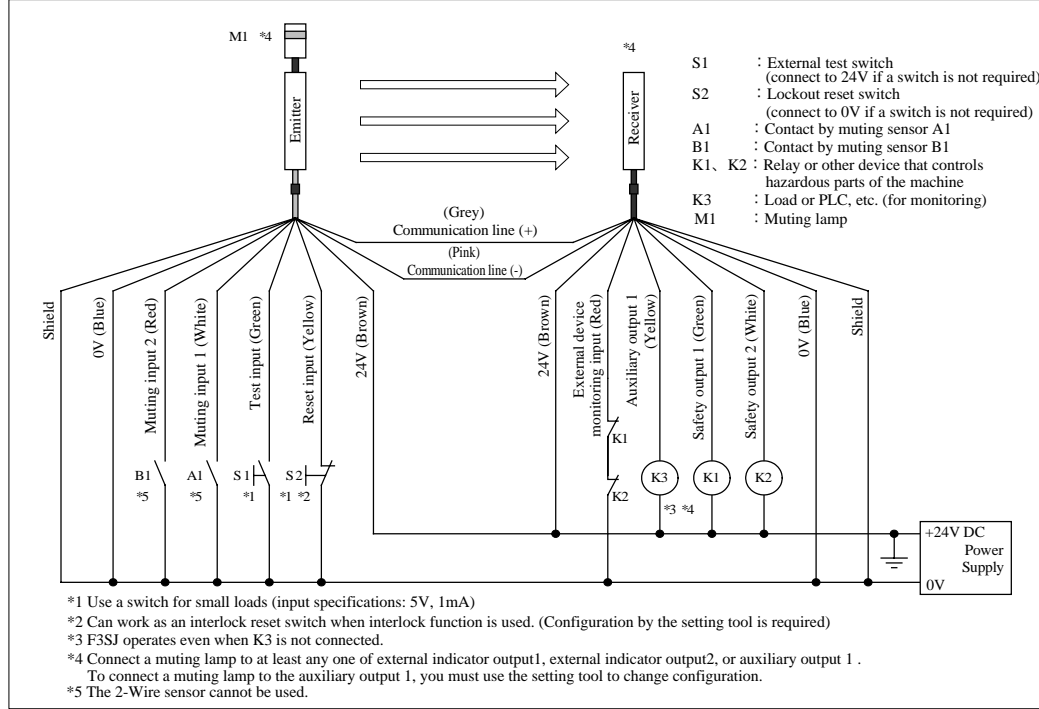 M1 *4
*4
Emitter
Receiver
S1 : External test switch
(connect to 24V if a switch is not required)
S2 : Lockout reset switch
(connect to 0V if a switch is not required)
A1 : Contact by muting sensor A1
B1 : Contact by muting sensor B1
K1、K2 : Relay or other device that controls
hazardous parts of the machine
K3 : Load or PLC, etc. (for monitoring)
M1 : Muting lamp
(Grey)
Communication line (+)
(Pink)
Communication line (-)
Shield
0V (Blue)
Muting input 2 (Red)
Muting input 1 (White)
Test input (Green)
Reset input (Yellow)
24V (Brown)
24V (Brown)
External device
monitoring input (Red)
Auxiliary output 1
(Yellow)
Safety output 1 (Green)
Safety output 2 (White)
0V (Blue)
Shield
K1
B1 A1 S1 S2
K2 K3 K1 K2
*5 *5 *1 *1 *2
*3 *4
+24V DC
Power
Supply
0V
*1 Use a switch for small loads (input specifications: 5V, 1mA)
*2 Can work as an interlock reset switch when interlock function is used. (Configuration by the setting tool is required)
*3 F3SJ operates even when K3 is not connected.
*4 Connect a muting lamp to at least any one of external indicator output1, external indicator output2, or auxiliary output 1 .
To connect a muting lamp to the auxiliary output 1, you must use the setting tool to change configuration.
*5 The 2-Wire sensor cannot be used.